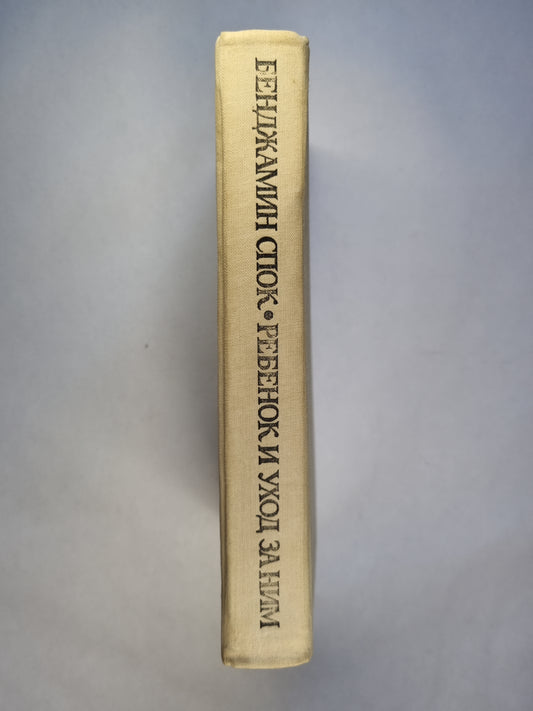 БЕНДЖАМИН СПОК • РЕБЕНОК И УХОД ЗА НИМ